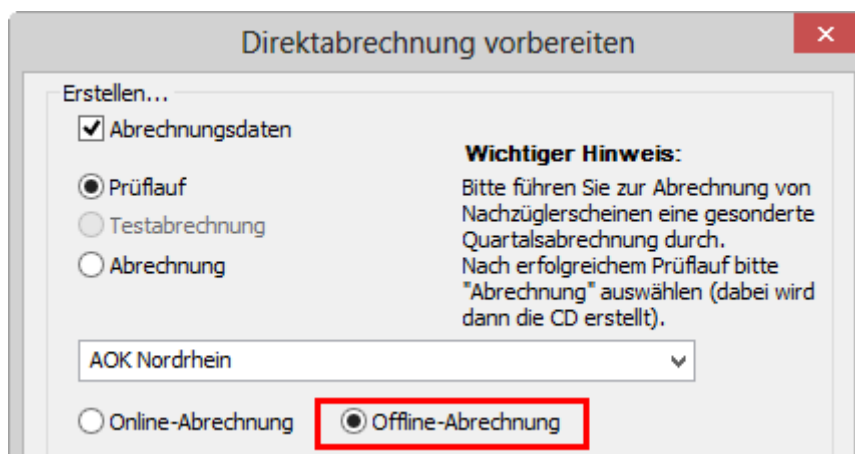 Direktabrechnung vorbereiten
Erstellen...
Abrechnungsdaten
Prüflauf
Testabrechnung
Abrechnung
Wichtiger Hinweis:
Bitte führen Sie zur Abrechnung von
Nachzüglerscheinen eine gesonderte
Quartalsabrechnung durch.
Nach erfolgreichem Prüflauf bitte
"Abrechnung" auswählen (dabei wird
dann die CD erstellt).
AOK Nordrhein
Online-Abrechnung
Offline-Abrechnung